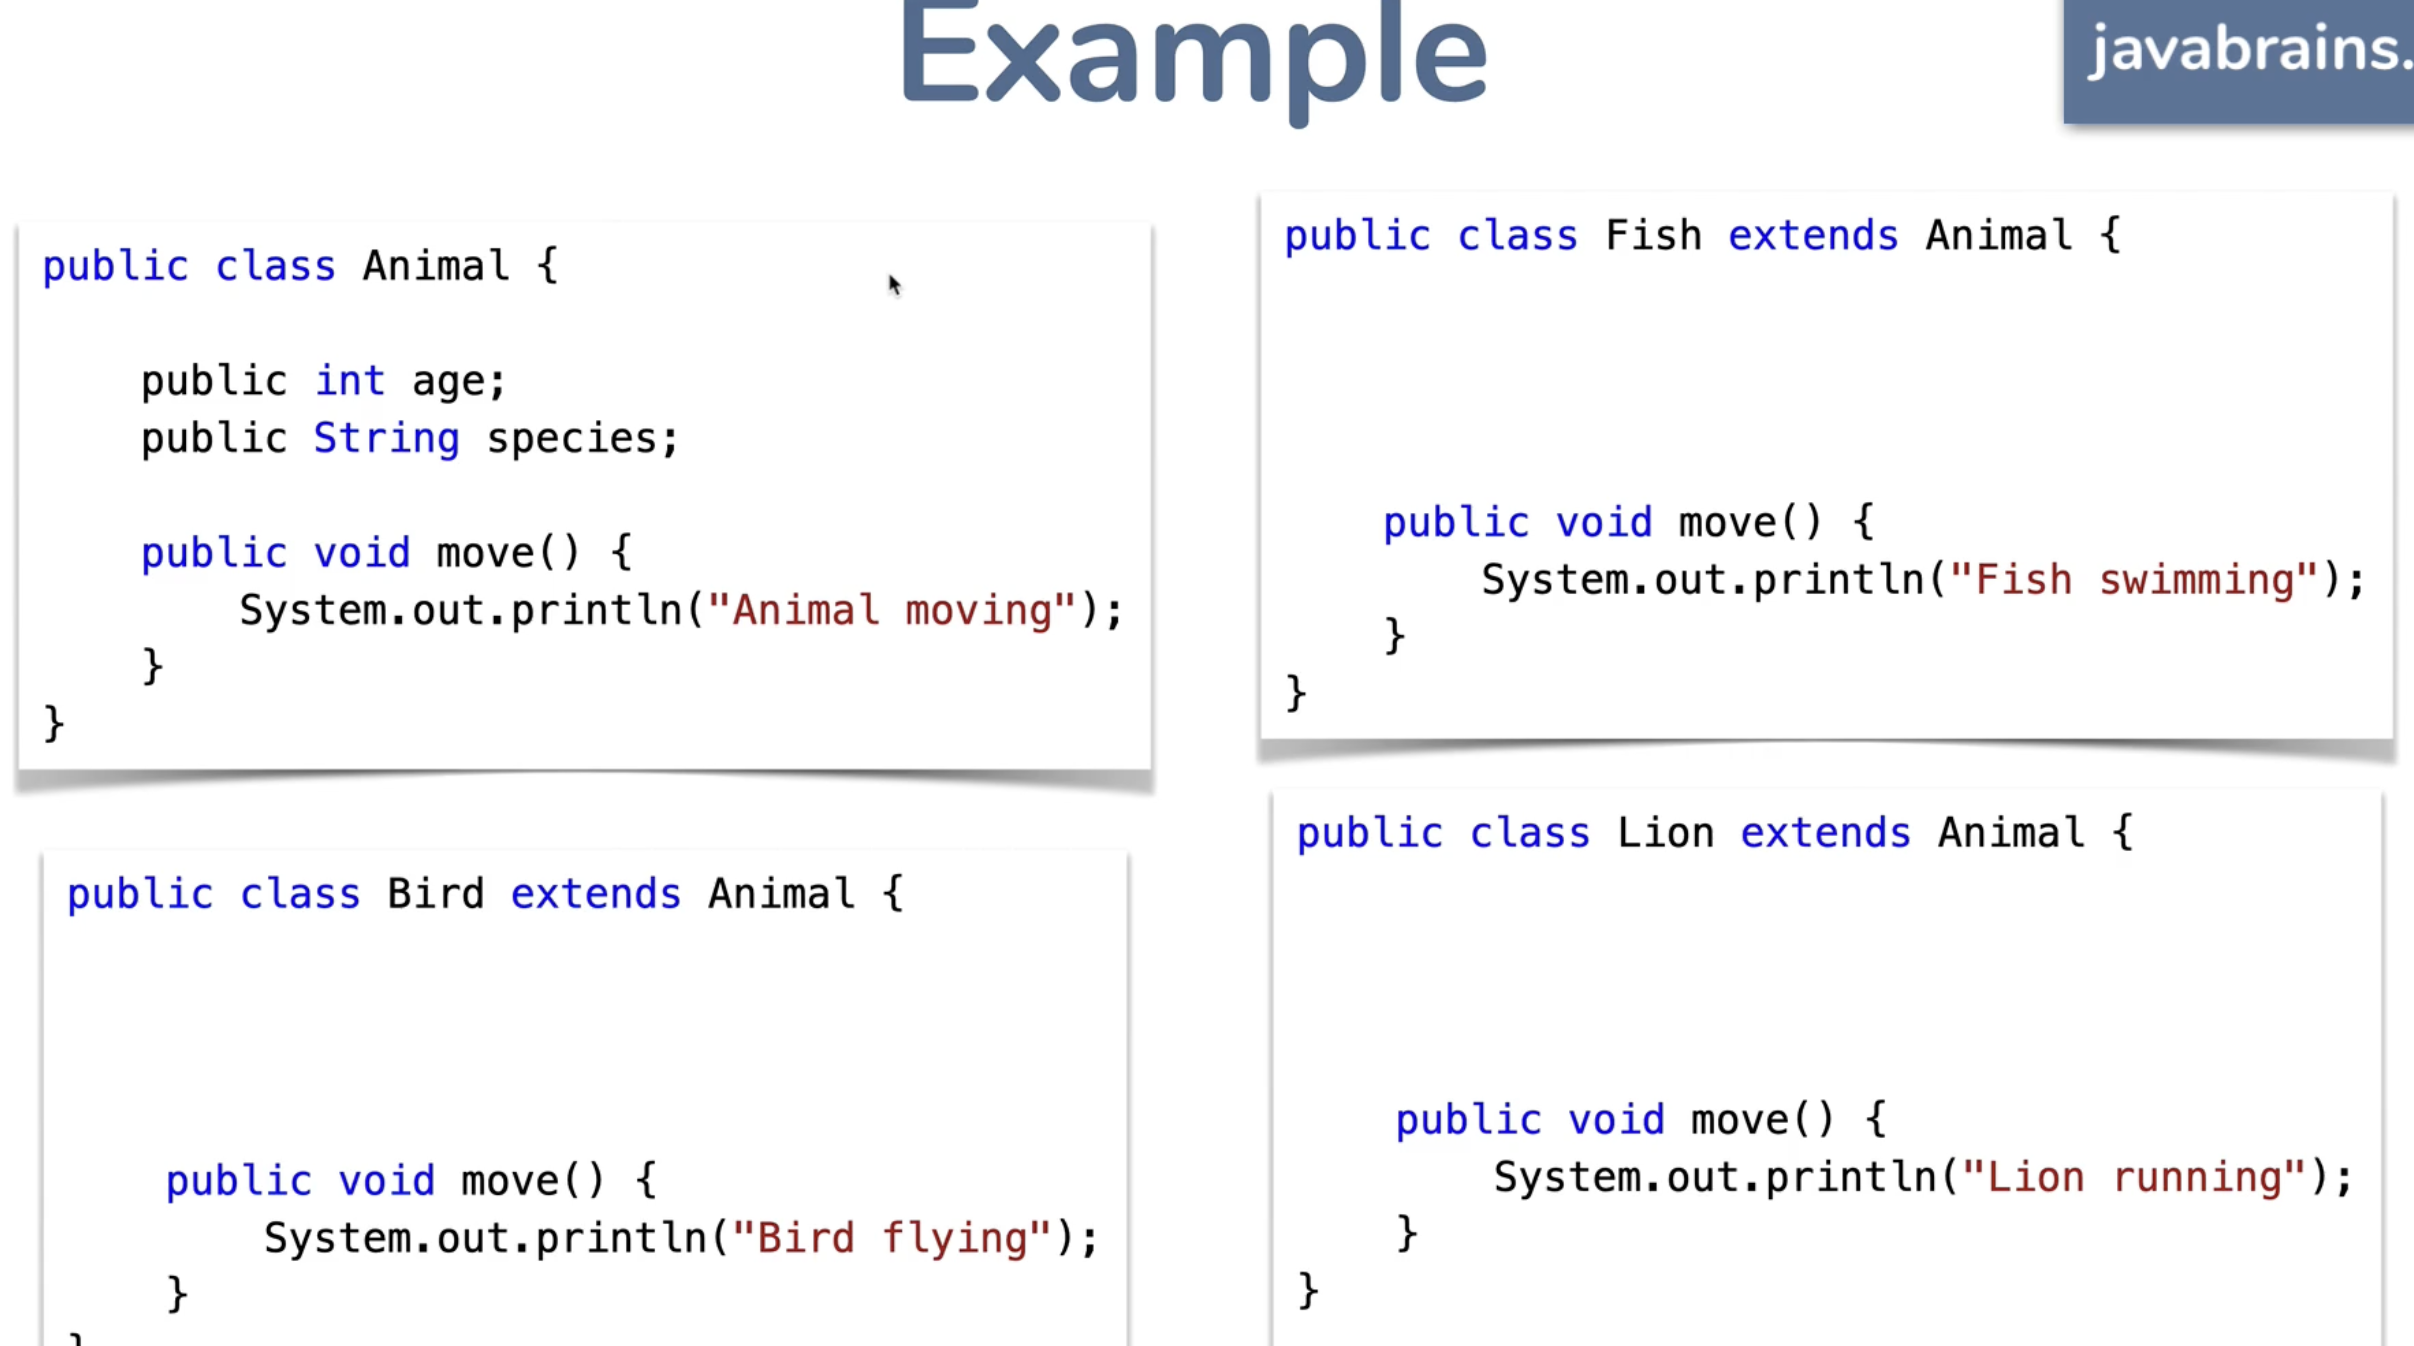 Example
javabrains.
public class Animal {
public int age;
public String species;
public void move() {
System.out.println("Animal moving");
}
}
public class Fish extends Animal {
public void move() {
System.out.println("Fish swimming");
}
}
public class Bird extends Animal {
public void move() {
System.out.println("Bird flying");
}
}
public class Lion extends Animal {
public void move() {
System.out.println("Lion running");
}
}